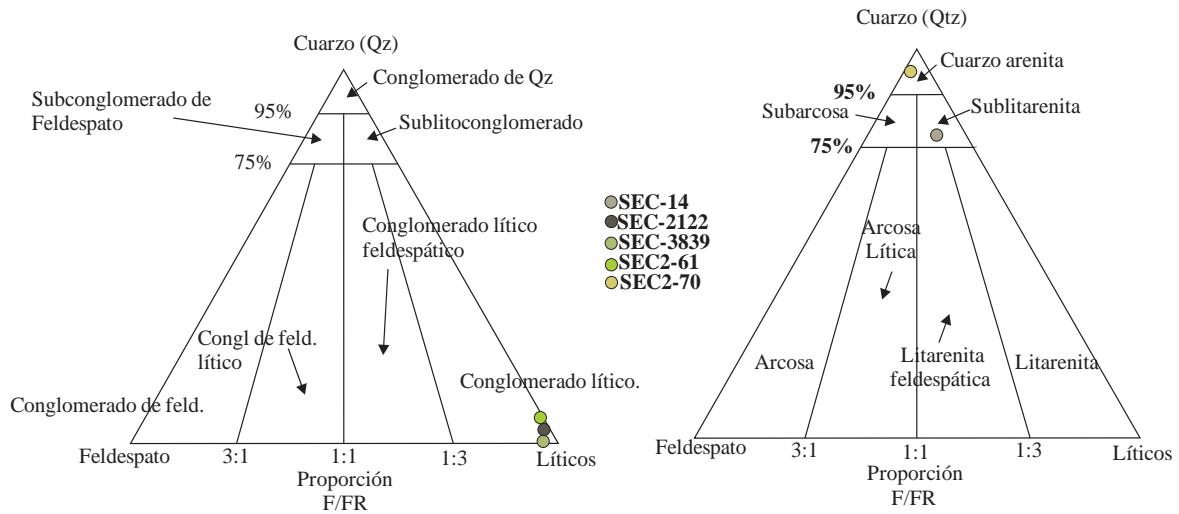 Cuarzo (Qz)
Conglomerado de Qz
Subconglomerado de
Feldespato
95%
Sublitoconglomerado
75%
Conglomerado lítico
feldespático
Congl de feld.
lítico
Conglomerado lítico.
Conglomerado de feld.
Feldespato
3:1
1:1
1:3
Líticos
Proporción
F/FR
SEC-14
SEC-2122
SEC-3839
SEC2-61
SEC2-70
Cuarzo (Qtz)
Cuarzo arenita
95%
Subarcosa
Sublitarenita
75%
Arcosa
Lítica
Arcosa
Litarenita
feldespática
Litarenita
Feldespato
3:1
1:1
1:3
Líticos
Proporción
F/FR